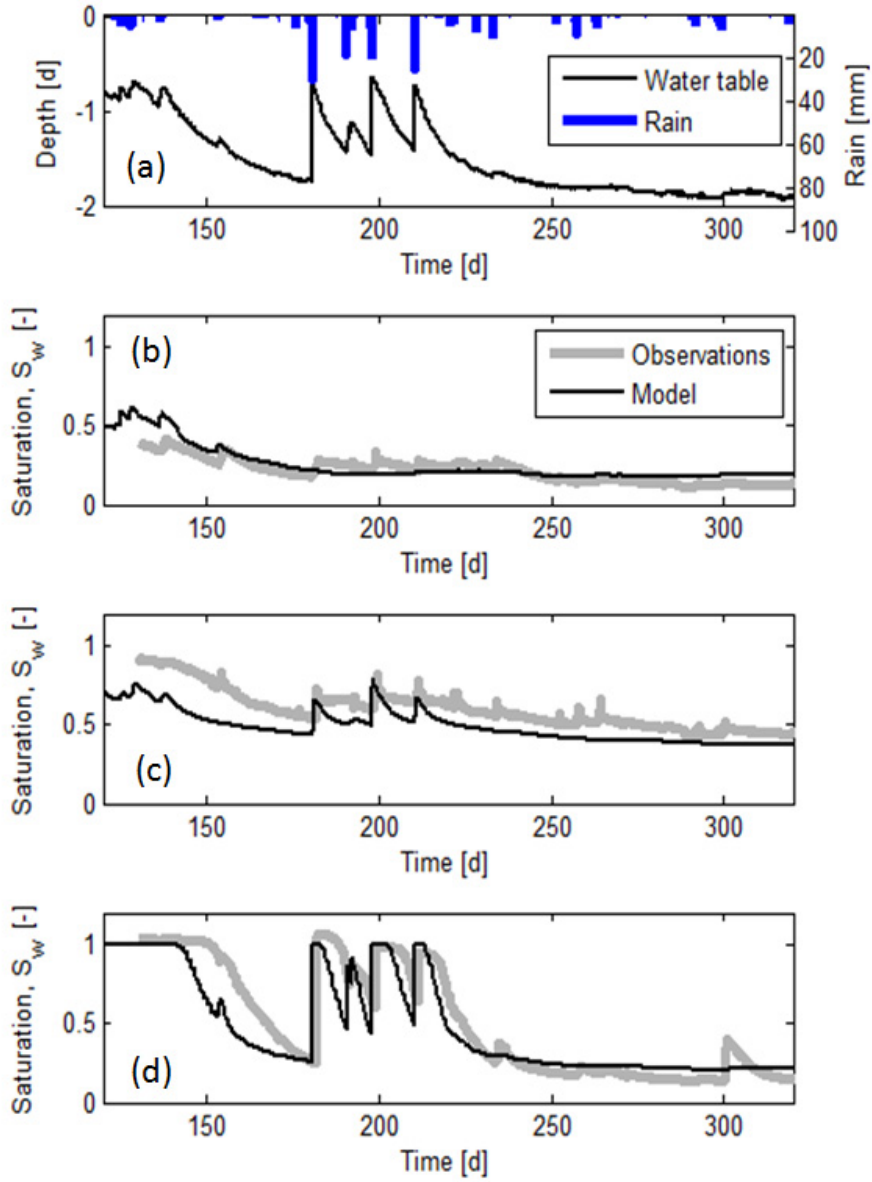 0
-1
-2
Depth [d]
20
40
60
80
100
Rain [mm]
Water table
Rain
(a)
150 200 250 300
Time [d]
1
0.5
0
Saturation, S_w [-]
(b)
Observations
Model
150 200 250 300
Time [d]
1
0.5
0
Saturation, S_w [-]
(c)
150 200 250 300
Time [d]
1
0.5
0
Saturation, S_w [-]
(d)
150 200 250 300
Time [d]